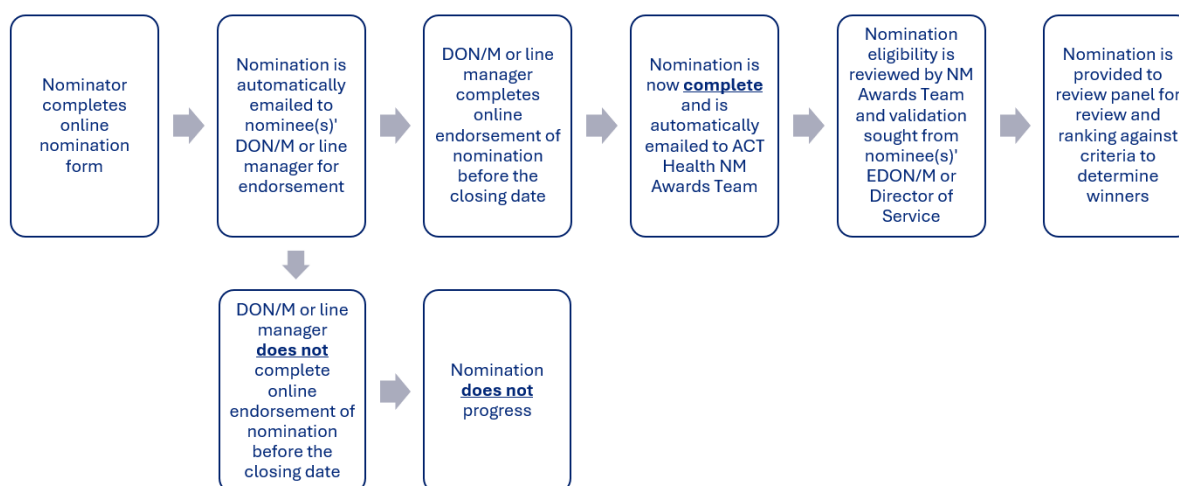 Nominator
completes
online
nomination
form
Nomination is
automatically
emailed to
nominee(s)'
DON/M or line
manager for
endorsement
DON/M or line
manager
completes
online
endorsement of
nomination
before the
closing date
Nomination is
now complete
and is
automatically
emailed to ACT
Health NM
Awards Team
Nomination
eligibility is
reviewed by NM
Awards Team
and validation
sought from
nominee(s)'
EDON/M or
Director of
Service
Nomination is
provided to
review panel for
review and
ranking against
criteria to
determine
winners
DON/M or line
manager
does not
complete
online
endorsement of
nomination
before the
closing date
Nomination
does not
progress